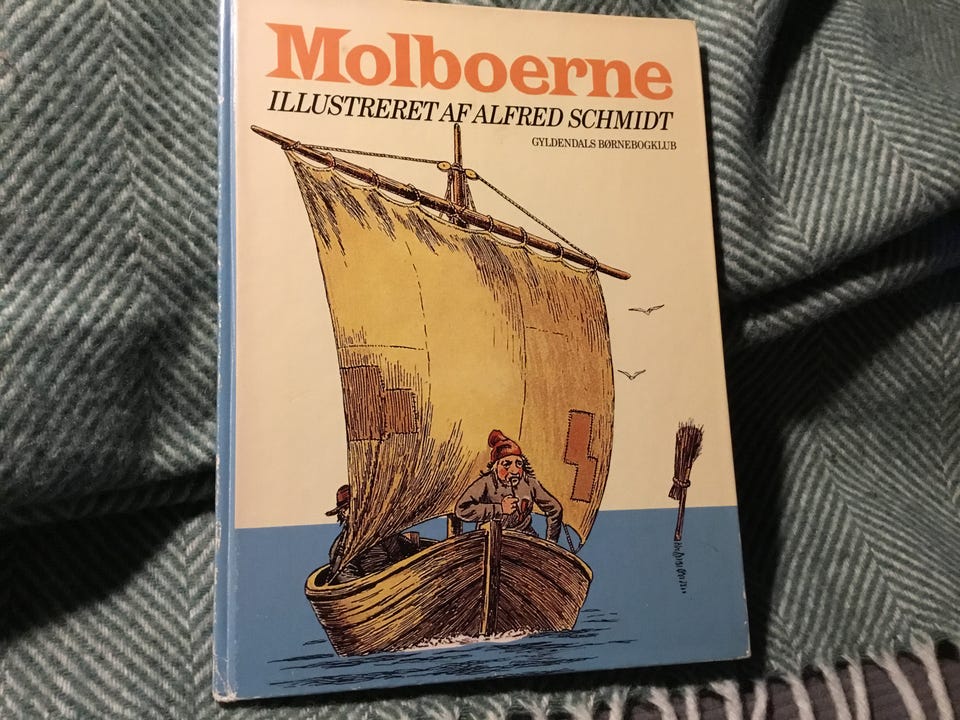 Molboerne
ILLUSTRERET AF ALFRED SCHMIDT
GYLDENDALS BØRNEBOGKLUB